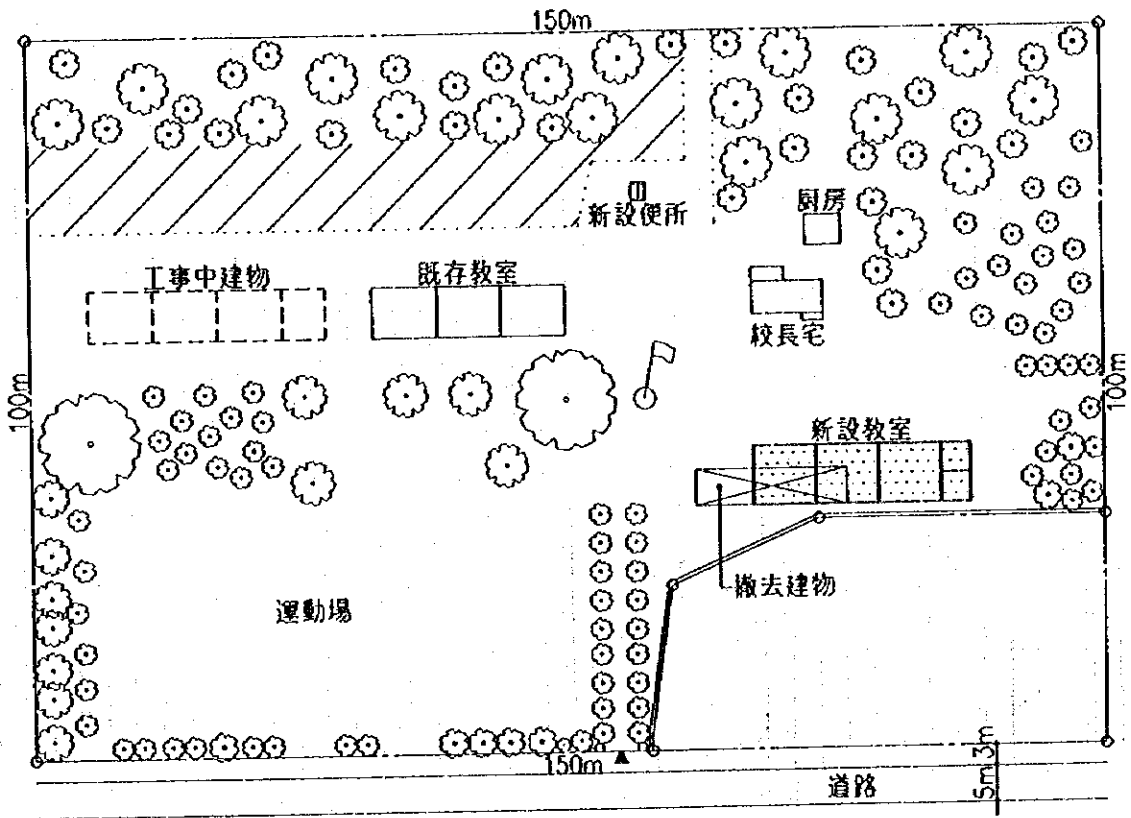 150m
新設便所
厨房
工事中建物
既存教室
校長宅
100m
100m
新設教室
撤去建物
運動場
150m
道路
5m 3m